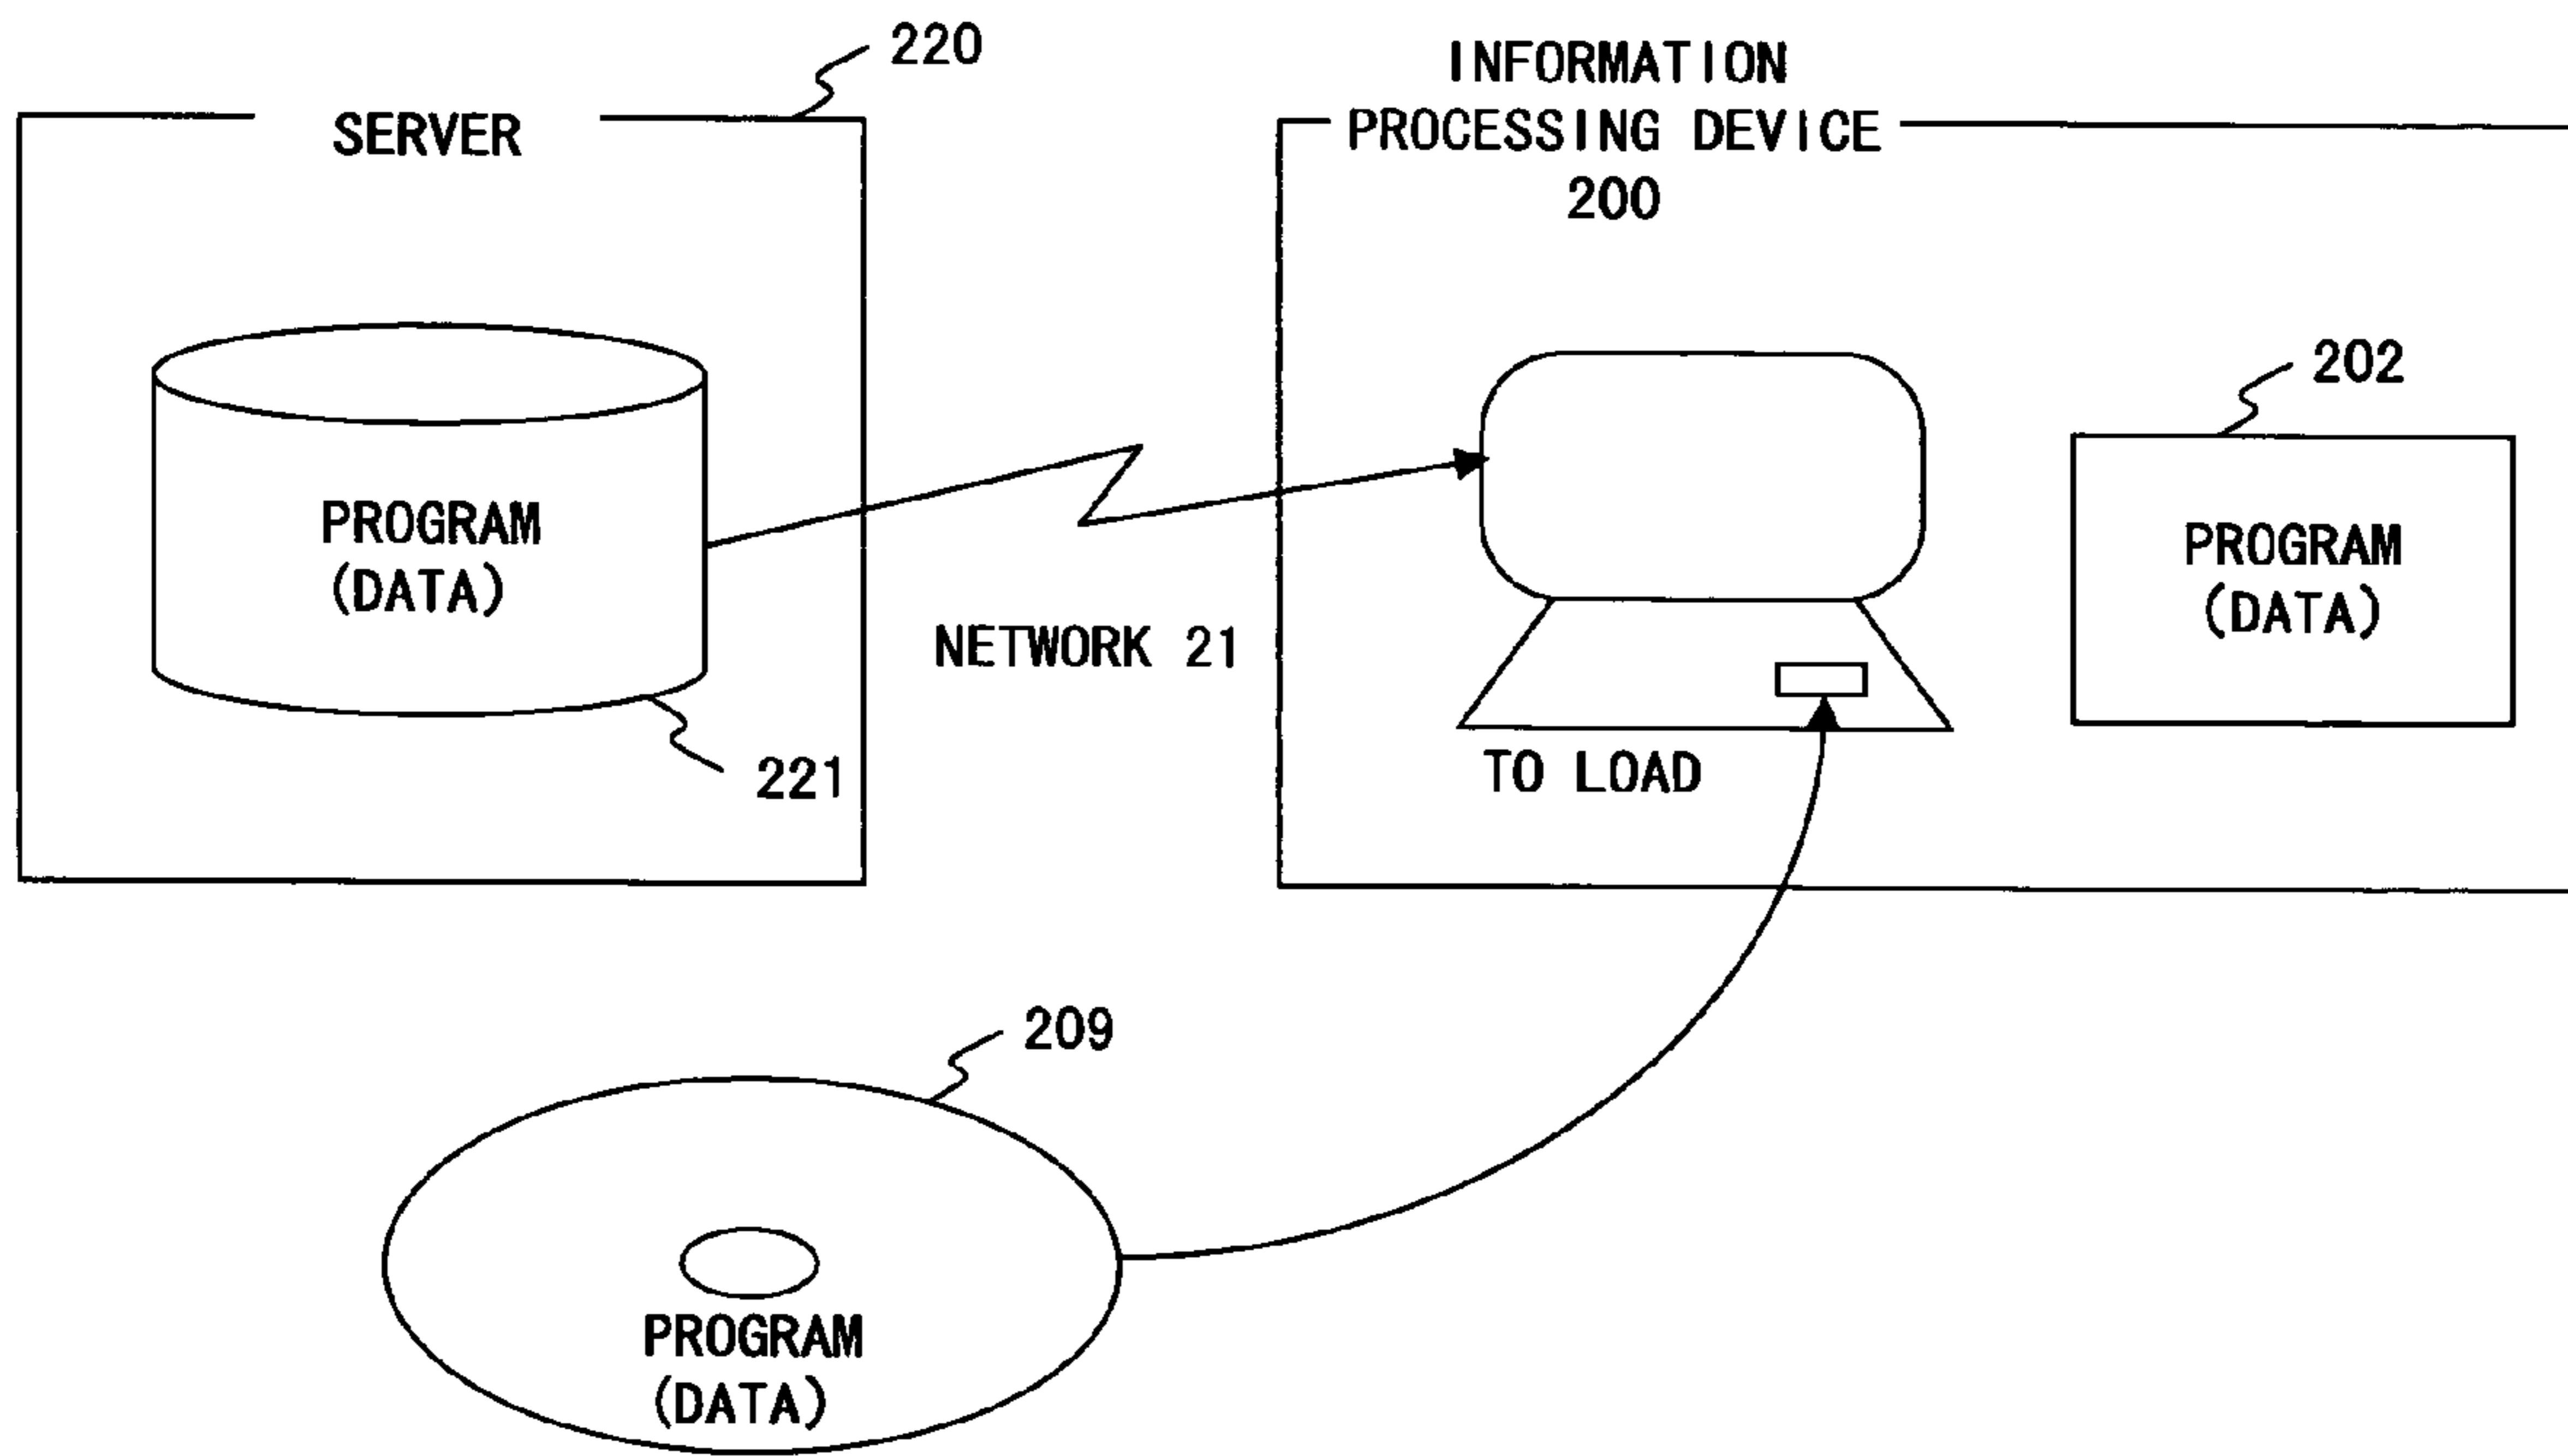 220
SERVER
INFORMATION
PROCESSING DEVICE
200
202
PROGRAM
(DATA)
PROGRAM
(DATA)
NETWORK 21
221
TO LOAD
209
PROGRAM
(DATA)